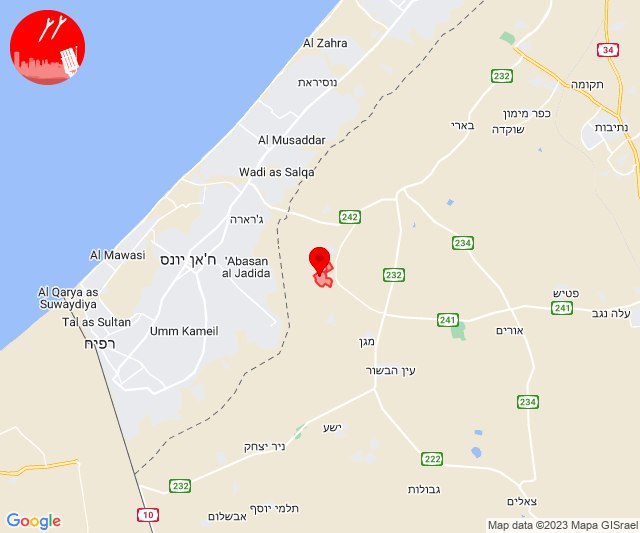 Al Zahra
34
נוסיראת
232
תקומה
כפר מימון
שוקדה
בארי
נתיבות
Al Musaddar
Wadi as Salqa
ג'רארה
242
234
Al Mawasi
ח'אן יונס
'Abasan
al Jadida
232
Al Qarya as
Suwaydiya
פטיש
241
עלה נגב
Tal as Sultan
241
Umm Kameil
אורים
רפיח
מגן
עין הבשור
234
ישע
ניר יצחק
222
232
גבולות
צאלים
10
תלמי יוסף
אבשלום
Google
Map data ©2023 Mapa GISrael